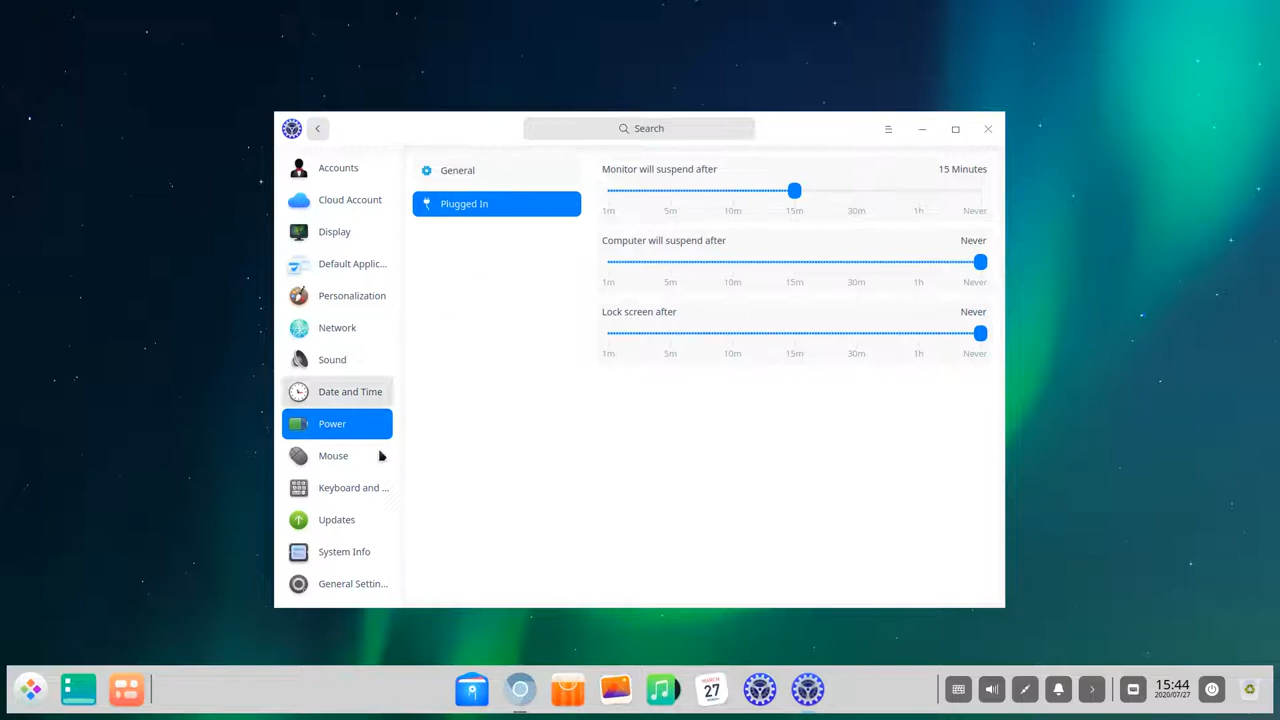 Search
Accounts
Cloud Account
Display
Default Applic...
Personalization
Network
Sound
Date and Time
Power
Mouse
Keyboard and ...
Updates
System Info
General Settin...
General
Plugged In
Monitor will suspend after 15 Minutes
1m 5m 10m 15m 30m 1h Never
Computer will suspend after Never
1m 5m 10m 15m 30m 1h Never
Lock screen after Never
1m 5m 10m 15m 30m 1h Never
MARCH
27
15:44
2020/07/27